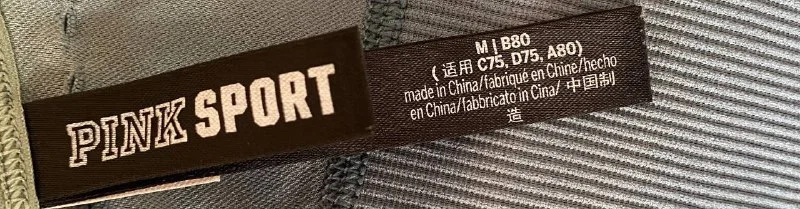 PINK SPORT
M | B80
( 适用 C75, D75, A80)
made in China/fabriqué en Chine/hecho
en China/fabbricato in Cina/ 中国制
造